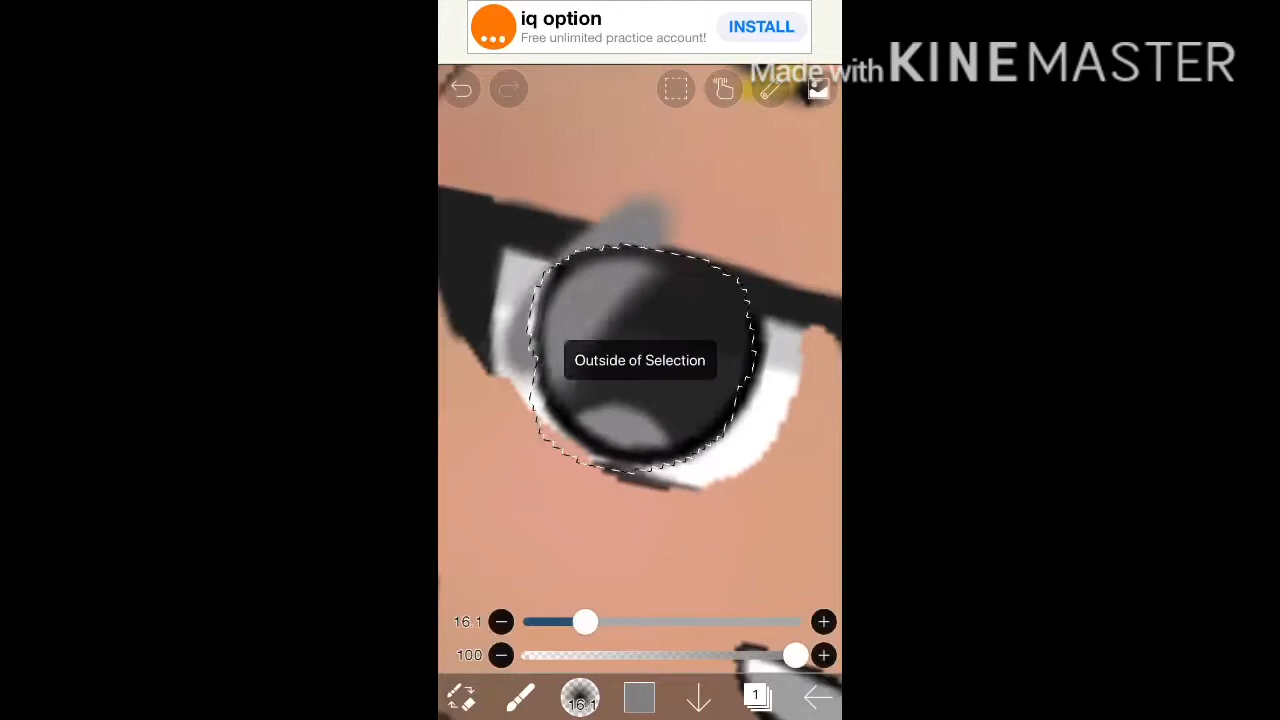 iq option
Free unlimited practice account!
INSTALL
Made with KINEMASTER
Outside of Selection
16.1
100
16.1
1